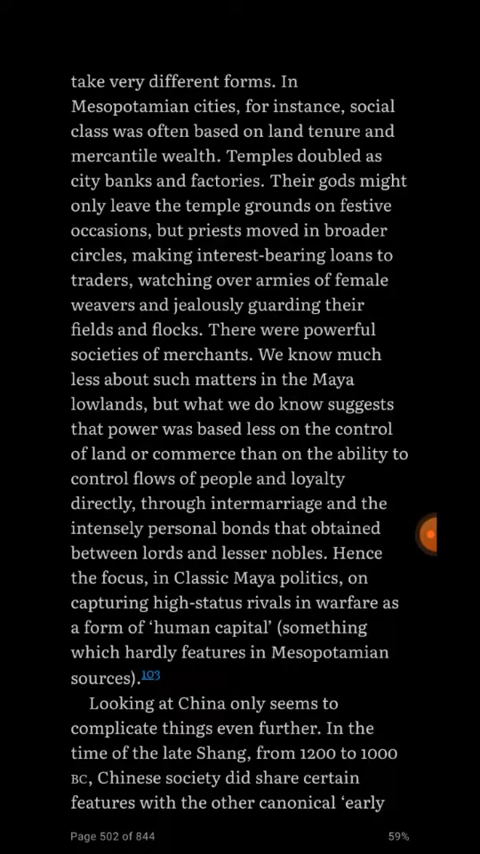 take very different forms. In
Mesopotamian cities, for instance, social
class was often based on land tenure and
mercantile wealth. Temples doubled as
city banks and factories. Their gods might
only leave the temple grounds on festive
occasions, but priests moved in broader
circles, making interest-bearing loans to
traders, watching over armies of female
weavers and jealously guarding their
fields and flocks. There were powerful
societies of merchants. We know much
less about such matters in the Maya
lowlands, but what we do know suggests
that power was based less on the control
of land or commerce than on the ability to
control flows of people and loyalty
directly, through intermarriage and the
intensely personal bonds that obtained
between lords and lesser nobles. Hence
the focus, in Classic Maya politics, on
capturing high-status rivals in warfare as
a form of ‘human capital’ (something
which hardly features in Mesopotamian
sources).103
Looking at China only seems to
complicate things even further. In the
time of the late Shang, from 1200 to 1000
BC, Chinese society did share certain
features with the other canonical ‘early
Page 502 of 844
59%